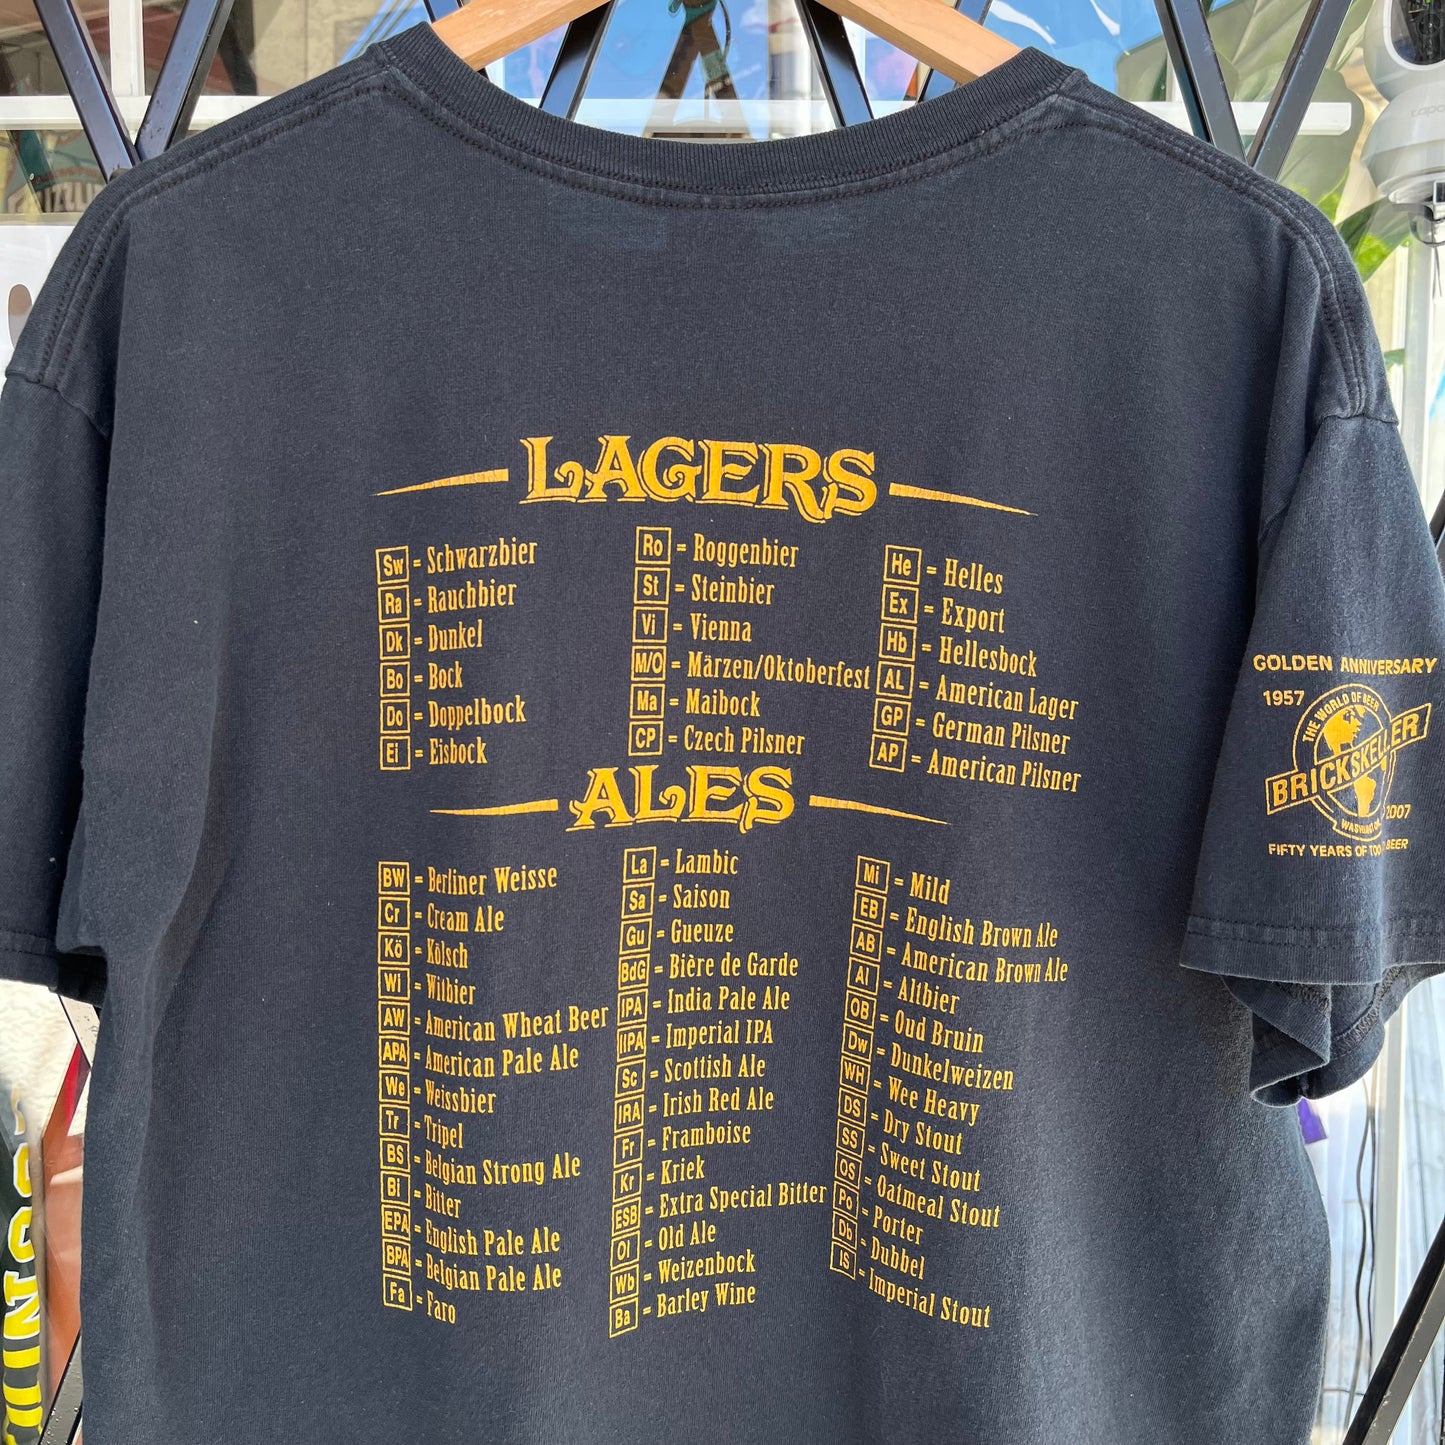 LAGERS
Sw = Schwarzbier
Ra = Rauchbier
Dk = Dunkel
Bo = Bock
Do = Doppelbock
Ei = Eisbock
Ro = Roggenbier
St = Steinbier
Vi = Vienna
M/O = Märzen/Oktoberfest
Ma = Maibock
CP = Czech Pilsner
He = Helles
Ex = Export
Hb = Hellesbock
AL = American Lager
GP = German Pilsner
AP = American Pilsner
ALES
BW = Berliner Weisse
Cr = Cream Ale
Kö = Kölsch
Wi = Witbier
AW = American Wheat Beer
APA = American Pale Ale
We = Weissbier
Tr = Tripel
BS = Belgian Strong Ale
Bi = Bitter
EPA = English Pale Ale
BPA = Belgian Pale Ale
Fa = Faro
La = Lambic
Sa = Saison
Gu = Gueuze
BdG = Bière de Garde
IPA = India Pale Ale
IIPA = Imperial IPA
Sc = Scottish Ale
IRA = Irish Red Ale
Fr = Framboise
Kr = Kriek
ESB = Extra Special Bitter
Ol = Old Ale
Wb = Weizenbock
Ba = Barley Wine
Mi = Mild
EB = English Brown Ale
AB = American Brown Ale
Al = Altbier
OB = Oud Bruin
Dw = Dunkelweizen
WH = Wee Heavy
DS = Dry Stout
SS = Sweet Stout
OS = Oatmeal Stout
Po = Porter
Db = Dubbel
IS = Imperial Stout
GOLDEN ANNIVERSARY
1957
THE WORLD OF BEER
BRICKSKELLER
2007
FIFTY YEARS OF BEER
tapo